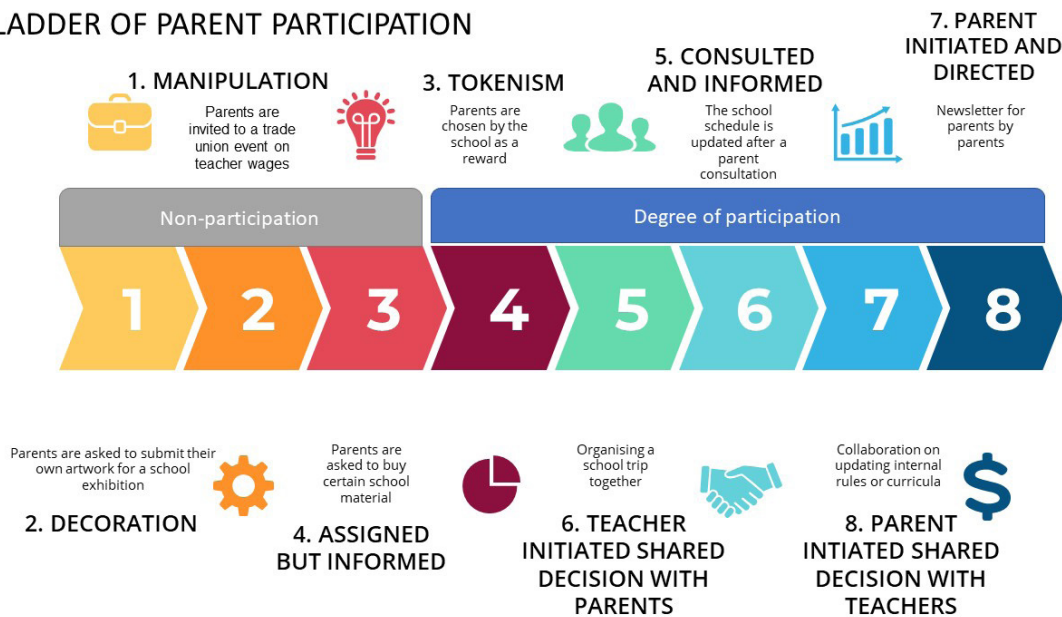 LADDER OF PARENT PARTICIPATION
1. MANIPULATION
Parents are
invited to a trade
union event on
teacher wages
3. TOKENISM
Parents are
chosen by the
school as a
reward
5. CONSULTED
AND INFORMED
The school
schedule is
updated after a
parent
consultation
7. PARENT
INITIATED AND
DIRECTED
Newsletter for
parents by
parents
Non-participation
Degree of participation
1
2
3
4
5
6
7
8
Parents are asked to submit their
own artwork for a school
exhibition
2. DECORATION
Parents are
asked to buy
certain school
material
4. ASSIGNED
BUT INFORMED
Organising a
school trip
together
6. TEACHER
INITIATED SHARED
DECISION WITH
PARENTS
Collaboration on
updating internal
rules or curricula
$
8. PARENT
INTIATED SHARED
DECISION WITH
TEACHERS